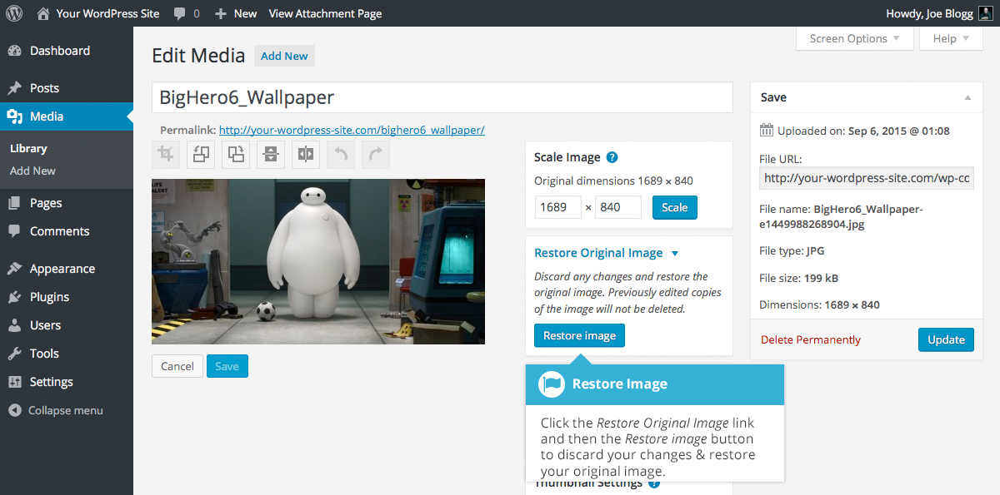 Your WordPress Site 0 New View Attachment Page Howdy, Joe Blogg
Screen Options Help
Dashboard
Posts
Media
Library
Add New
Pages
Comments
Appearance
Plugins
Users
Tools
Settings
Collapse menu
Edit Media Add New
BigHero6_Wallpaper
Permalink: http://your-wordpress-site.com/bighero6_wallpaper/
Cancel Save
Scale Image ?
Original dimensions 1689 × 840
1689 × 840 Scale
Restore Original Image
Discard any changes and restore the
original image. Previously edited copies
of the image will not be deleted.
Restore image
Restore Image
Click the Restore Original Image link
and then the Restore image button
to discard your changes & restore
your original image.
Thumbnail Settings ?
Save
Uploaded on: Sep 6, 2015 @ 01:08
File URL:
http://your-wordpress-site.com/wp-cc
File name: BigHero6_Wallpaper-
e1449988268904.jpg
File type: JPG
File size: 199 kB
Dimensions: 1689 × 840
Delete Permanently Update